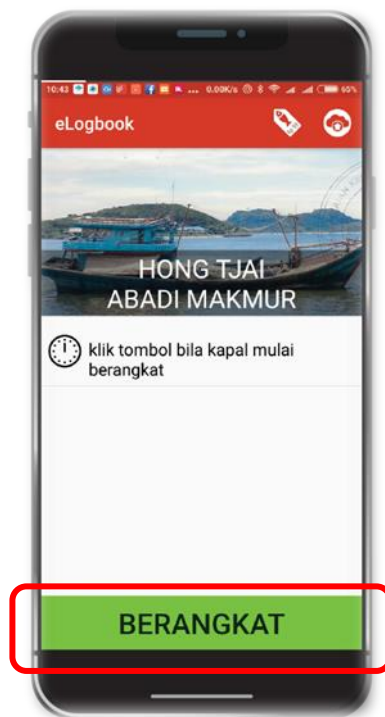 10:43 ... 0.00K/s 60%
eLogbook
HONG TJAI
ABADI MAKMUR
klik tombol bila kapal mulai
berangkat
BERANGKAT